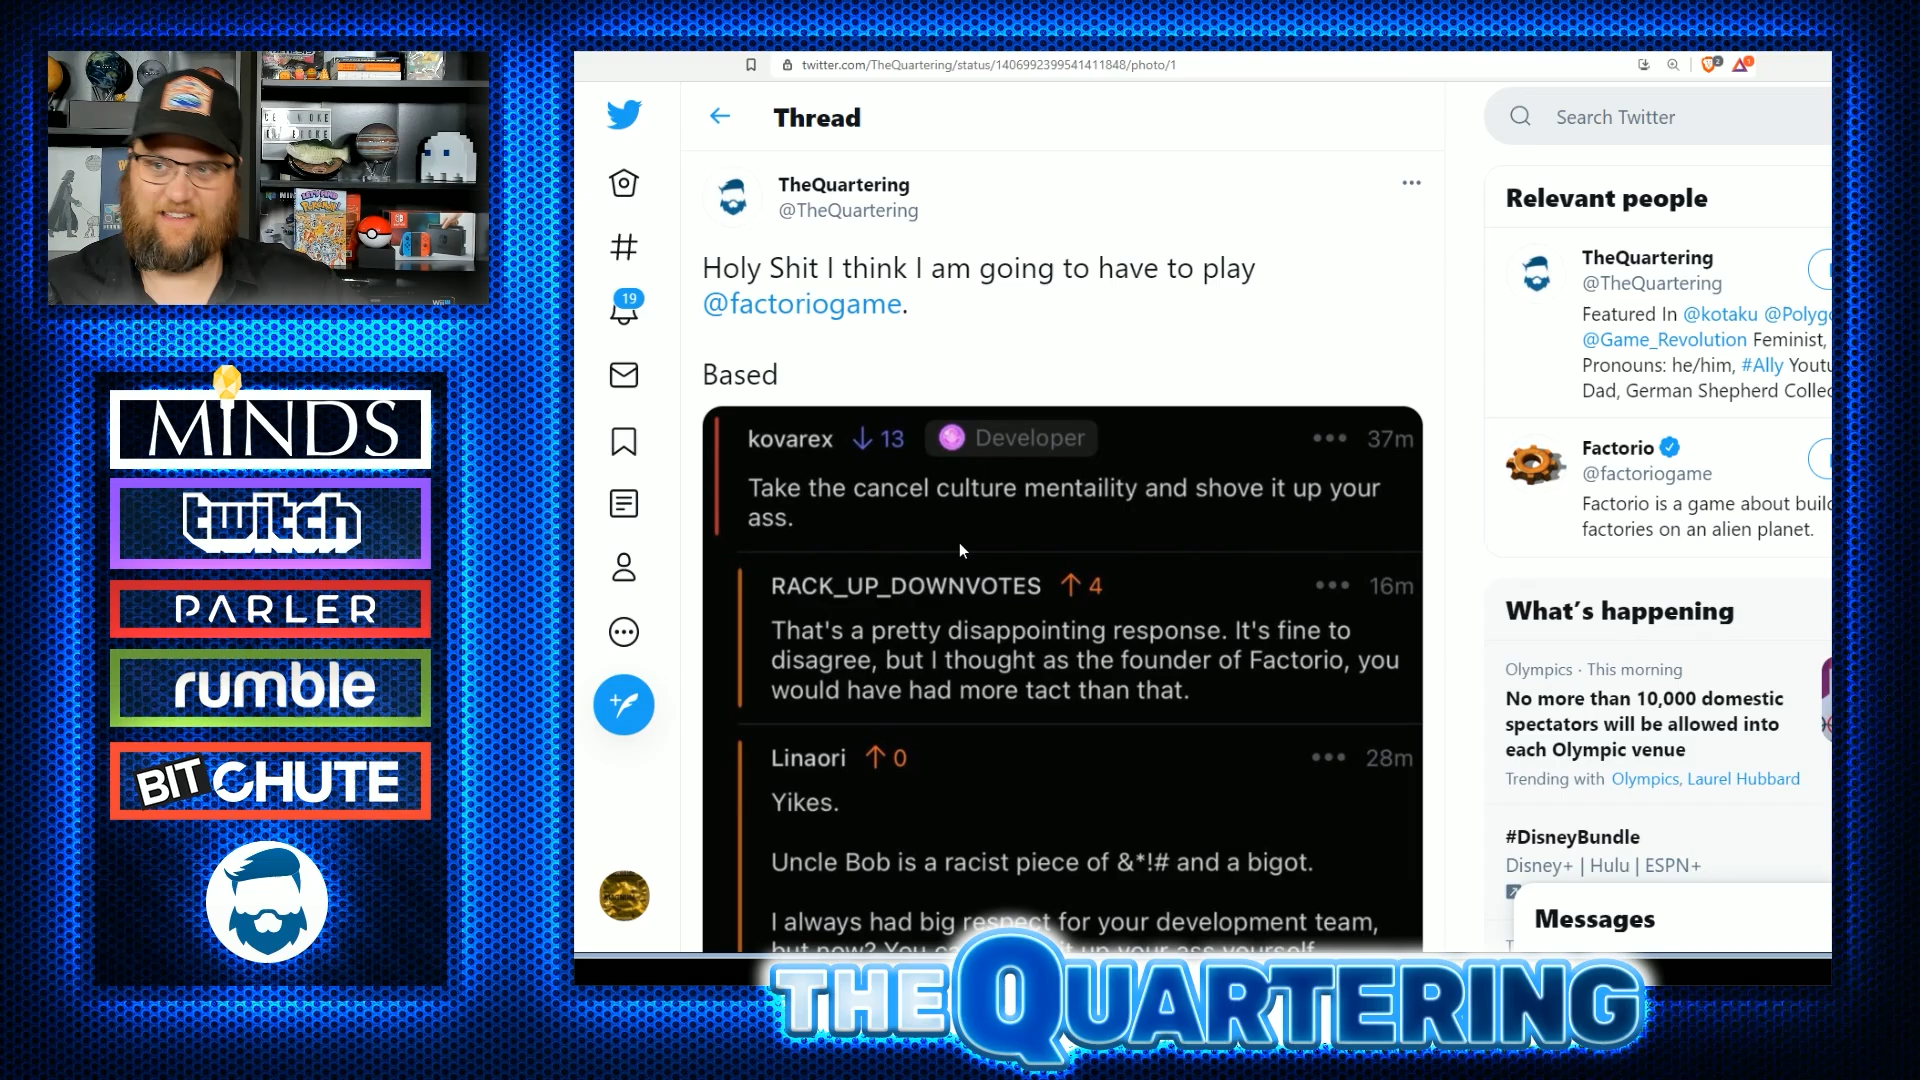 twitter.com/TheQuartering/status/1406992399541411848/photo/1
2
1
Thread
Search Twitter
TheQuartering
@TheQuartering
Holy Shit I think I am going to have to play
@factoriogame.
Based
kovarex 13 Developer 37m
Take the cancel culture mentaility and shove it up your
ass.
RACK_UP_DOWNVOTES 4 16m
That's a pretty disappointing response. It's fine to
disagree, but I thought as the founder of Factorio, you
would have had more tact than that.
Linaori 0 28m
Yikes.
Uncle Bob is a racist piece of &*!# and a bigot.
I always had big respect for your development team,
19
Relevant people
TheQuartering
@TheQuartering
Featured In @kotaku @Polygo
@Game_Revolution Feminist,
Pronouns: he/him, #Ally Youtu
Dad, German Shepherd Collec
Factorio
@factoriogame
Factorio is a game about build
factories on an alien planet.
What's happening
Olympics · This morning
No more than 10,000 domestic
spectators will be allowed into
each Olympic venue
Trending with Olympics, Laurel Hubbard
#DisneyBundle
Disney+ | Hulu | ESPN+
Messages
MINDS
twitch
PARLER
rumble
BITCHUTE
THE QUARTERING